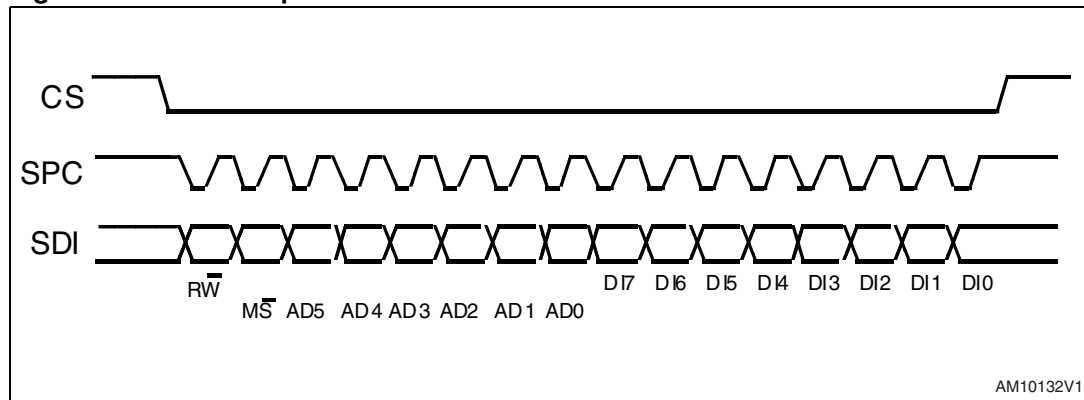 CS
SPC
SDI
RW̅
DI7 DI6 DI5 DI4 DI3 DI2 DI1 DI0
MS̅ AD5 AD4 AD3 AD2 AD1 AD0
AM10132V1